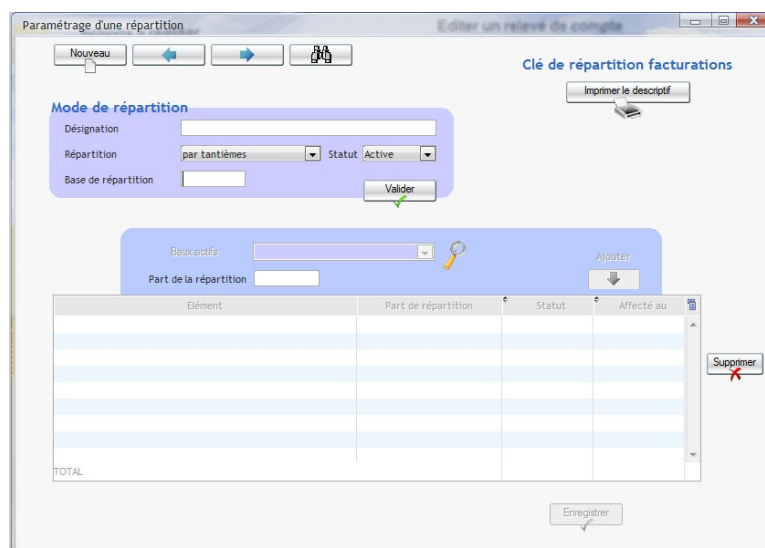 Paramétrage d'une répartition
Editer un relevé de compte
Nouveau
Clé de répartition facturations
Imprimer le descriptif
Mode de répartition
Désignation
Répartition par tantièmes Statut Active
Base de répartition
Valider
Baux actifs
Ajouter
Part de la répartition
Elément Part de répartition Statut Affecté au
Supprimer
TOTAL
Enregistrer